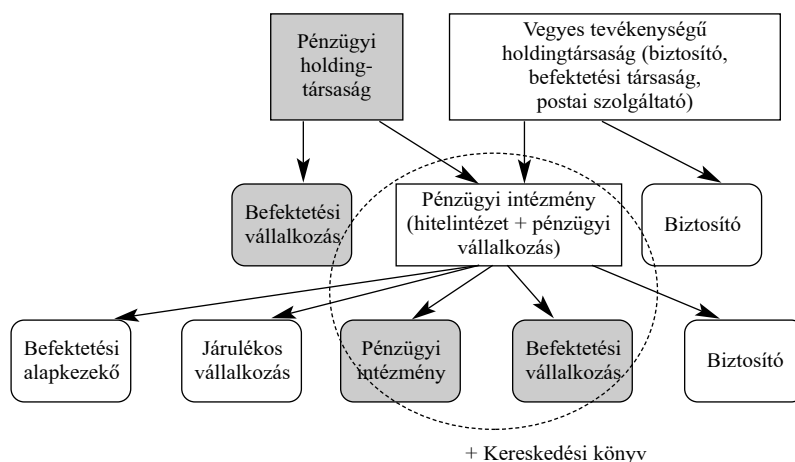 Pénzügyi
holding-
társaság
Vegyes tevékenységű
holdingtársaság (biztosító,
befektetési társaság,
postai szolgáltató)
Befektetési
vállalkozás
Pénzügyi intézmény
(hitelintézet + pénzügyi
vállalkozás)
Biztosító
Befektetési
alapkezekő
Járulékos
vállalkozás
Pénzügyi
intézmény
Befektetési
vállalkozás
Biztosító
+ Kereskedési könyv